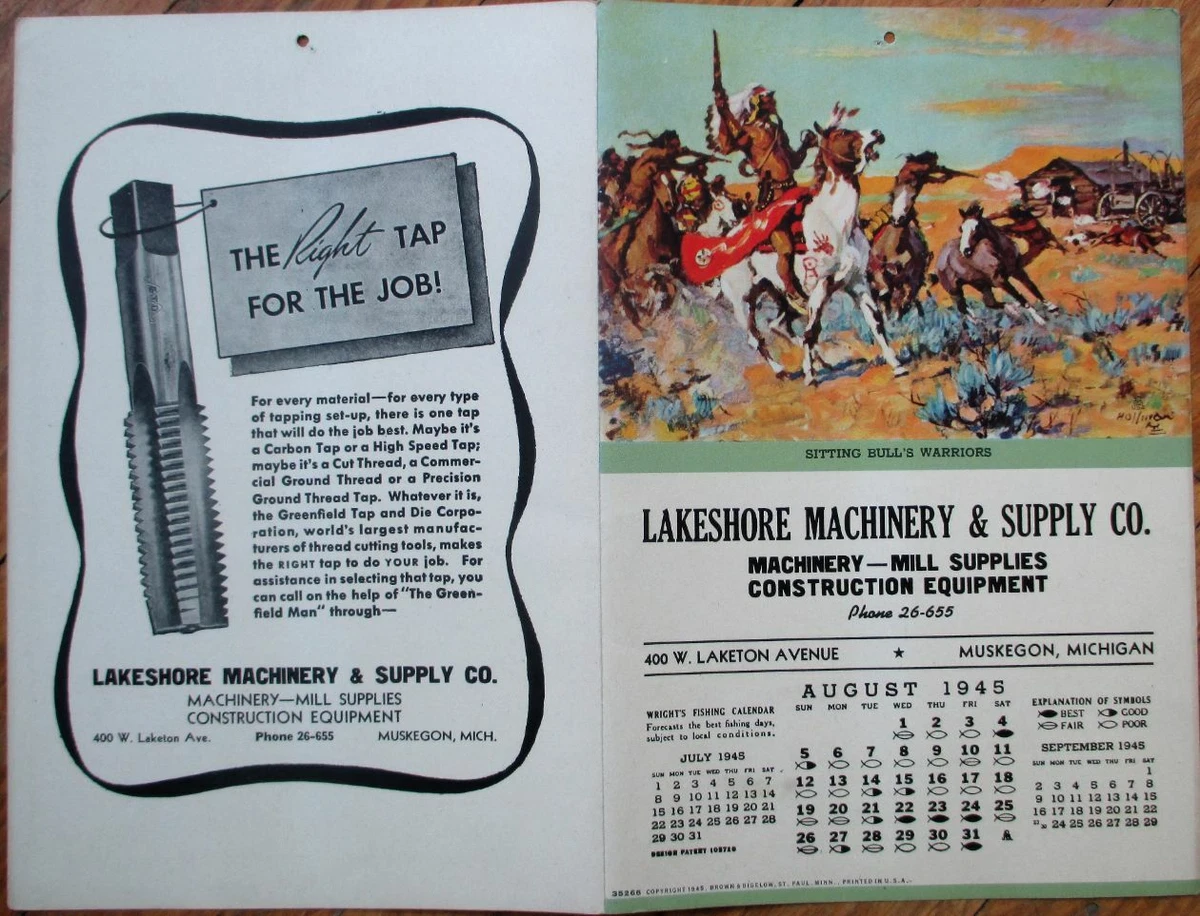 THE Right TAP
FOR THE JOB!
For every material—for every type
of tapping set-up, there is one tap
that will do the job best. Maybe it's
a Carbon Tap or a High Speed Tap;
maybe it's a Cut Thread, a Commer-
cial Ground Thread or a Precision
Ground Thread Tap. Whatever it is,
the Greenfield Tap and Die Corpo-
ration, world's largest manufac-
turers of thread cutting tools, makes
the RIGHT tap to do YOUR job. For
assistance in selecting that tap, you
can call on the help of "The Green-
field Man" through—
LAKESHORE MACHINERY & SUPPLY CO.
MACHINERY—MILL SUPPLIES
CONSTRUCTION EQUIPMENT
400 W. Laketon Ave. Phone 26-655 MUSKEGON, MICH.
SITTING BULL'S WARRIORS
LAKESHORE MACHINERY & SUPPLY CO.
MACHINERY—MILL SUPPLIES
CONSTRUCTION EQUIPMENT
Phone 26-655
400 W. LAKETON AVENUE ★ MUSKEGON, MICHIGAN
WRIGHT'S FISHING CALENDAR
Forecasts the best fishing days,
subject to local conditions.
JULY 1945
SUN MON TUE WED THU FRI SAT
1 2 3 4 5 6 7
8 9 10 11 12 13 14
15 16 17 18 19 20 21
22 23 24 25 26 27 28
29 30 31
DESIGN PATENT 108710
AUGUST 1945
SUN MON TUE WED THU FRI SAT
1 2 3 4
5 6 7 8 9 10 11
12 13 14 15 16 17 18
19 20 21 22 23 24 25
26 27 28 29 30 31
EXPLANATION OF SYMBOLS
BEST GOOD
FAIR POOR
SEPTEMBER 1945
SUN MON TUE WED THU FRI SAT
1
2 3 4 5 6 7 8
9 10 11 12 13 14 15
16 17 18 19 20 21 22
23 30 24 25 26 27 28 29
35266 COPYRIGHT 1945, BROWN & BIGELOW, ST. PAUL, MINN., PRINTED IN U.S.A.